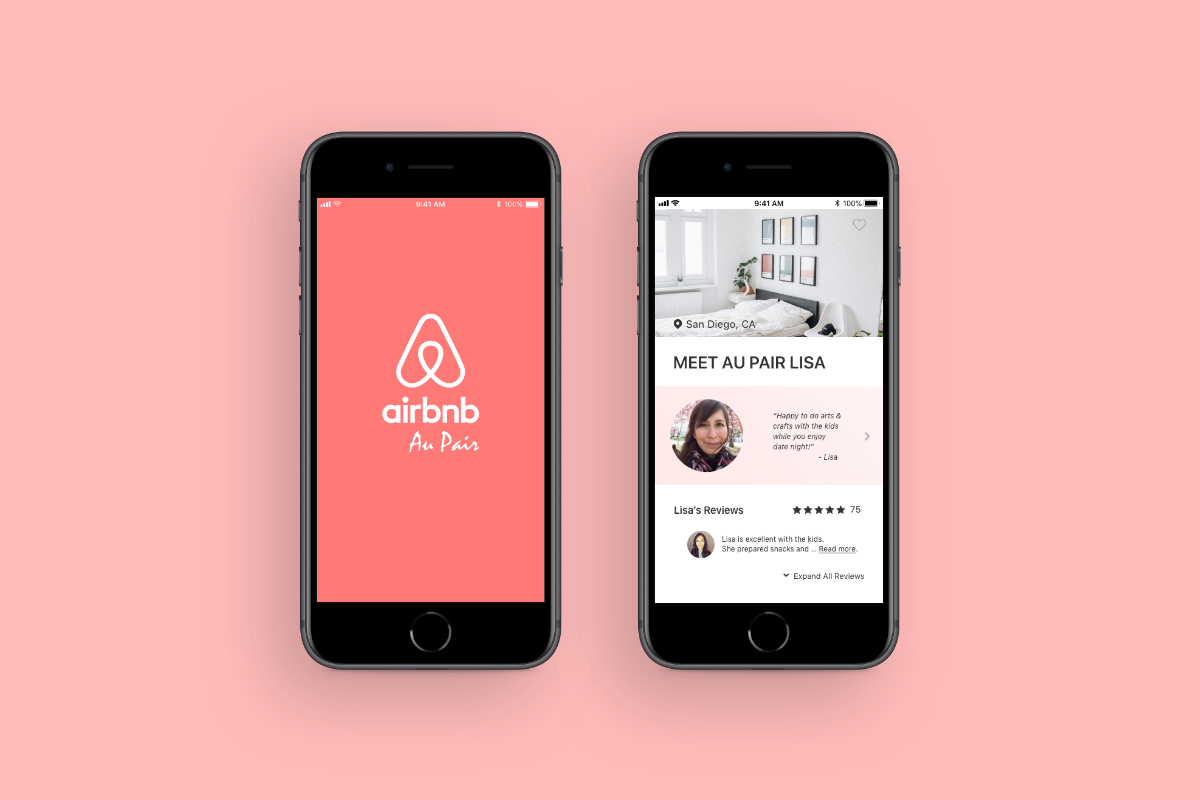 9:41 AM
100%
airbnb
Au Pair
9:41 AM
100%
San Diego, CA
MEET AU PAIR LISA
“Happy to do arts &
crafts with the kids
while you enjoy
date night!”
- Lisa
Lisa’s Reviews
75
Lisa is excellent with the kids.
She prepared snacks and ... Read more.
Expand All Reviews